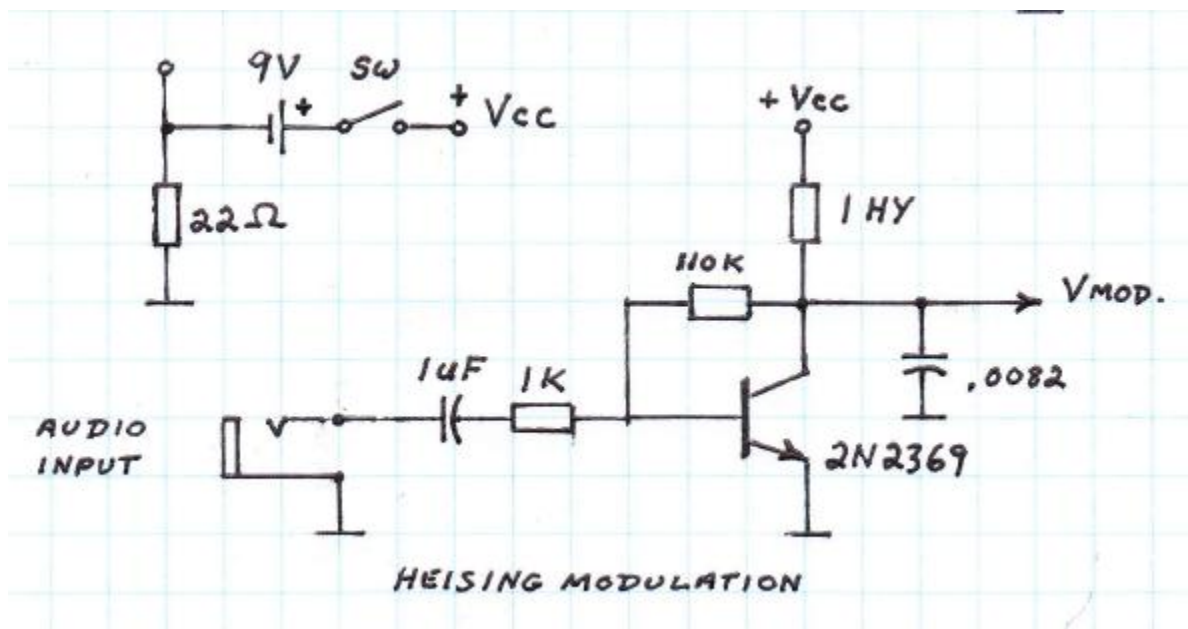 9V SW
+ + Vcc
+ Vcc
22Ω
1 HY
110K
VMOD.
1uF 1K
.0082
AUDIO
INPUT
2N2369
HEISING MODULATION